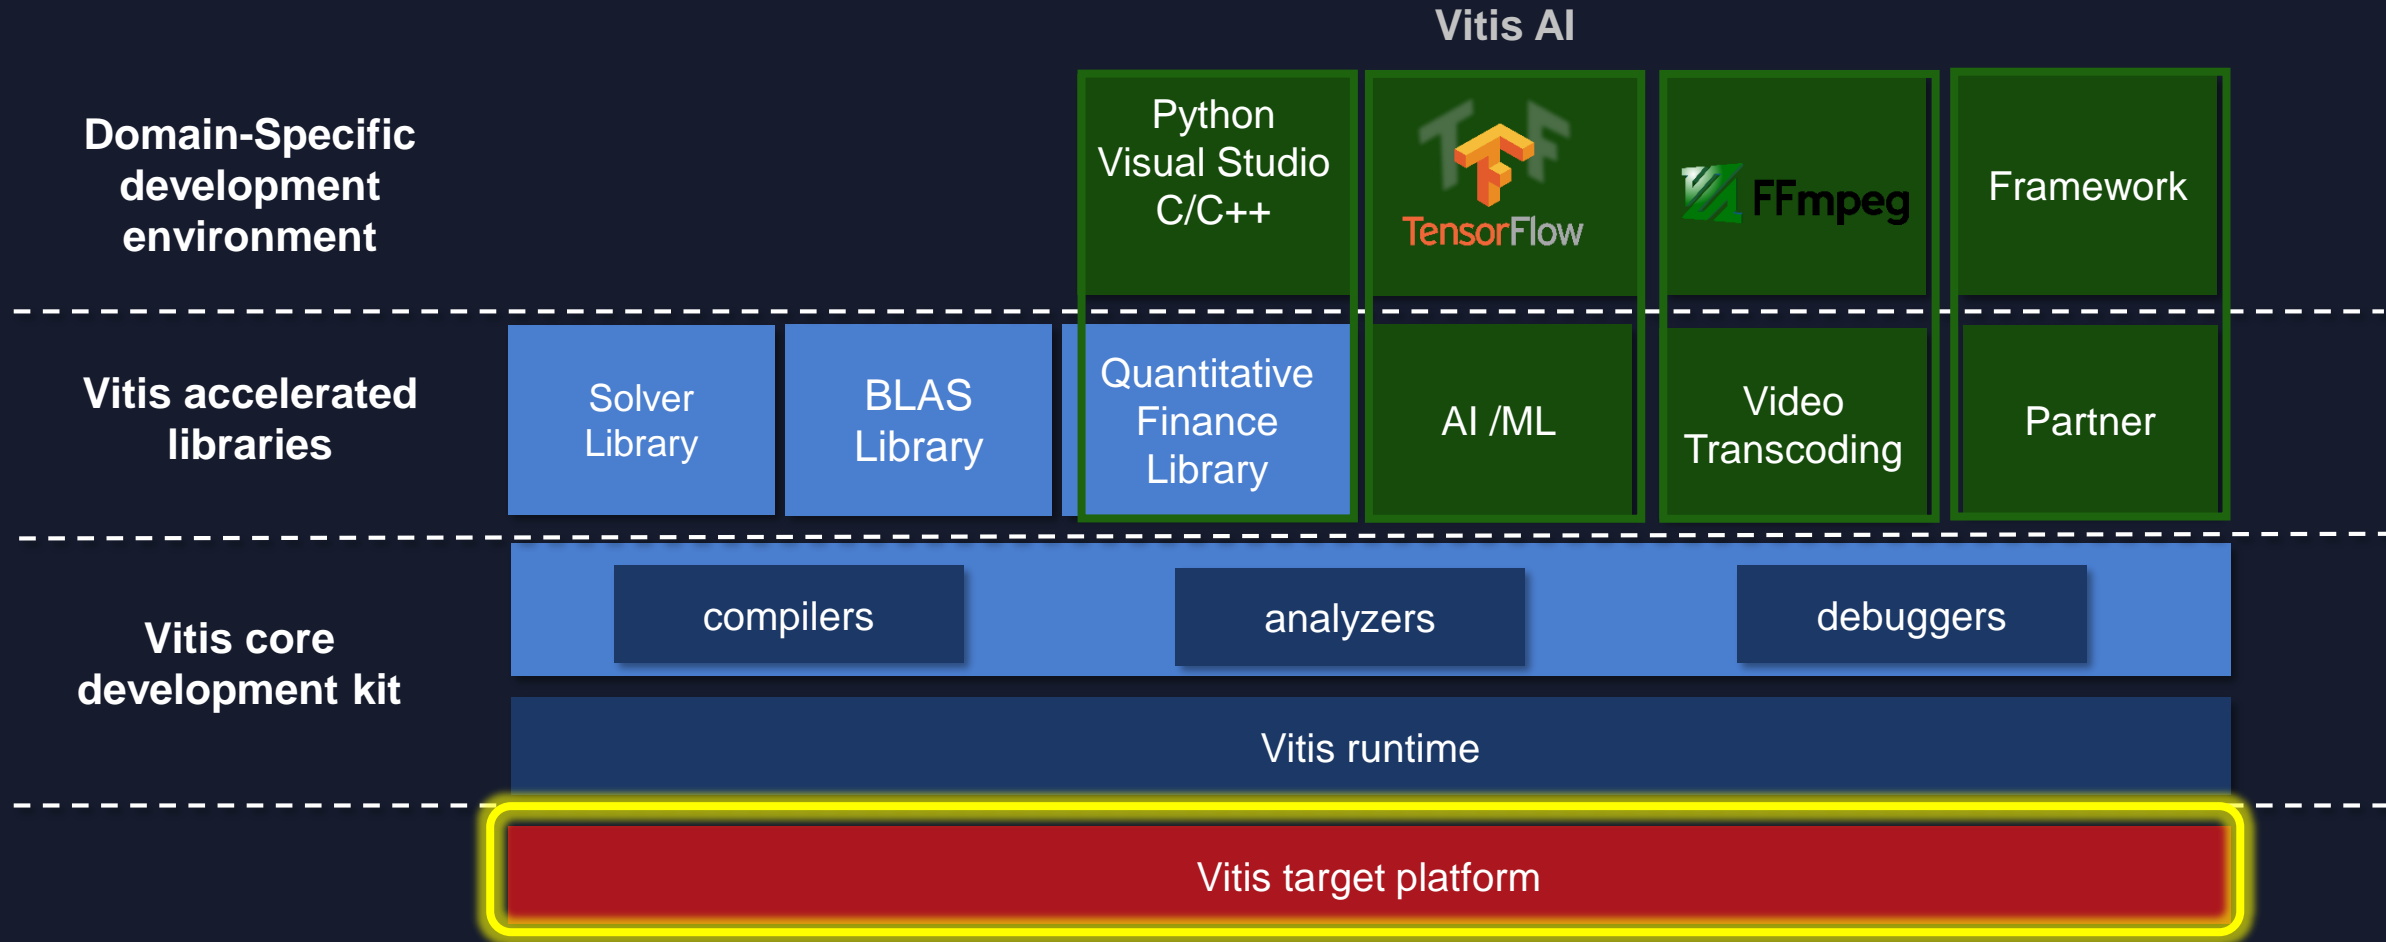 Vitis AI
Domain-Specific
development
environment
Python
Visual Studio
C/C++
TensorFlow
FFmpeg
Framework
Vitis accelerated
libraries
Solver
Library
BLAS
Library
Quantitative
Finance
Library
AI /ML
Video
Transcoding
Partner
Vitis core
development kit
compilers
analyzers
debuggers
Vitis runtime
Vitis target platform